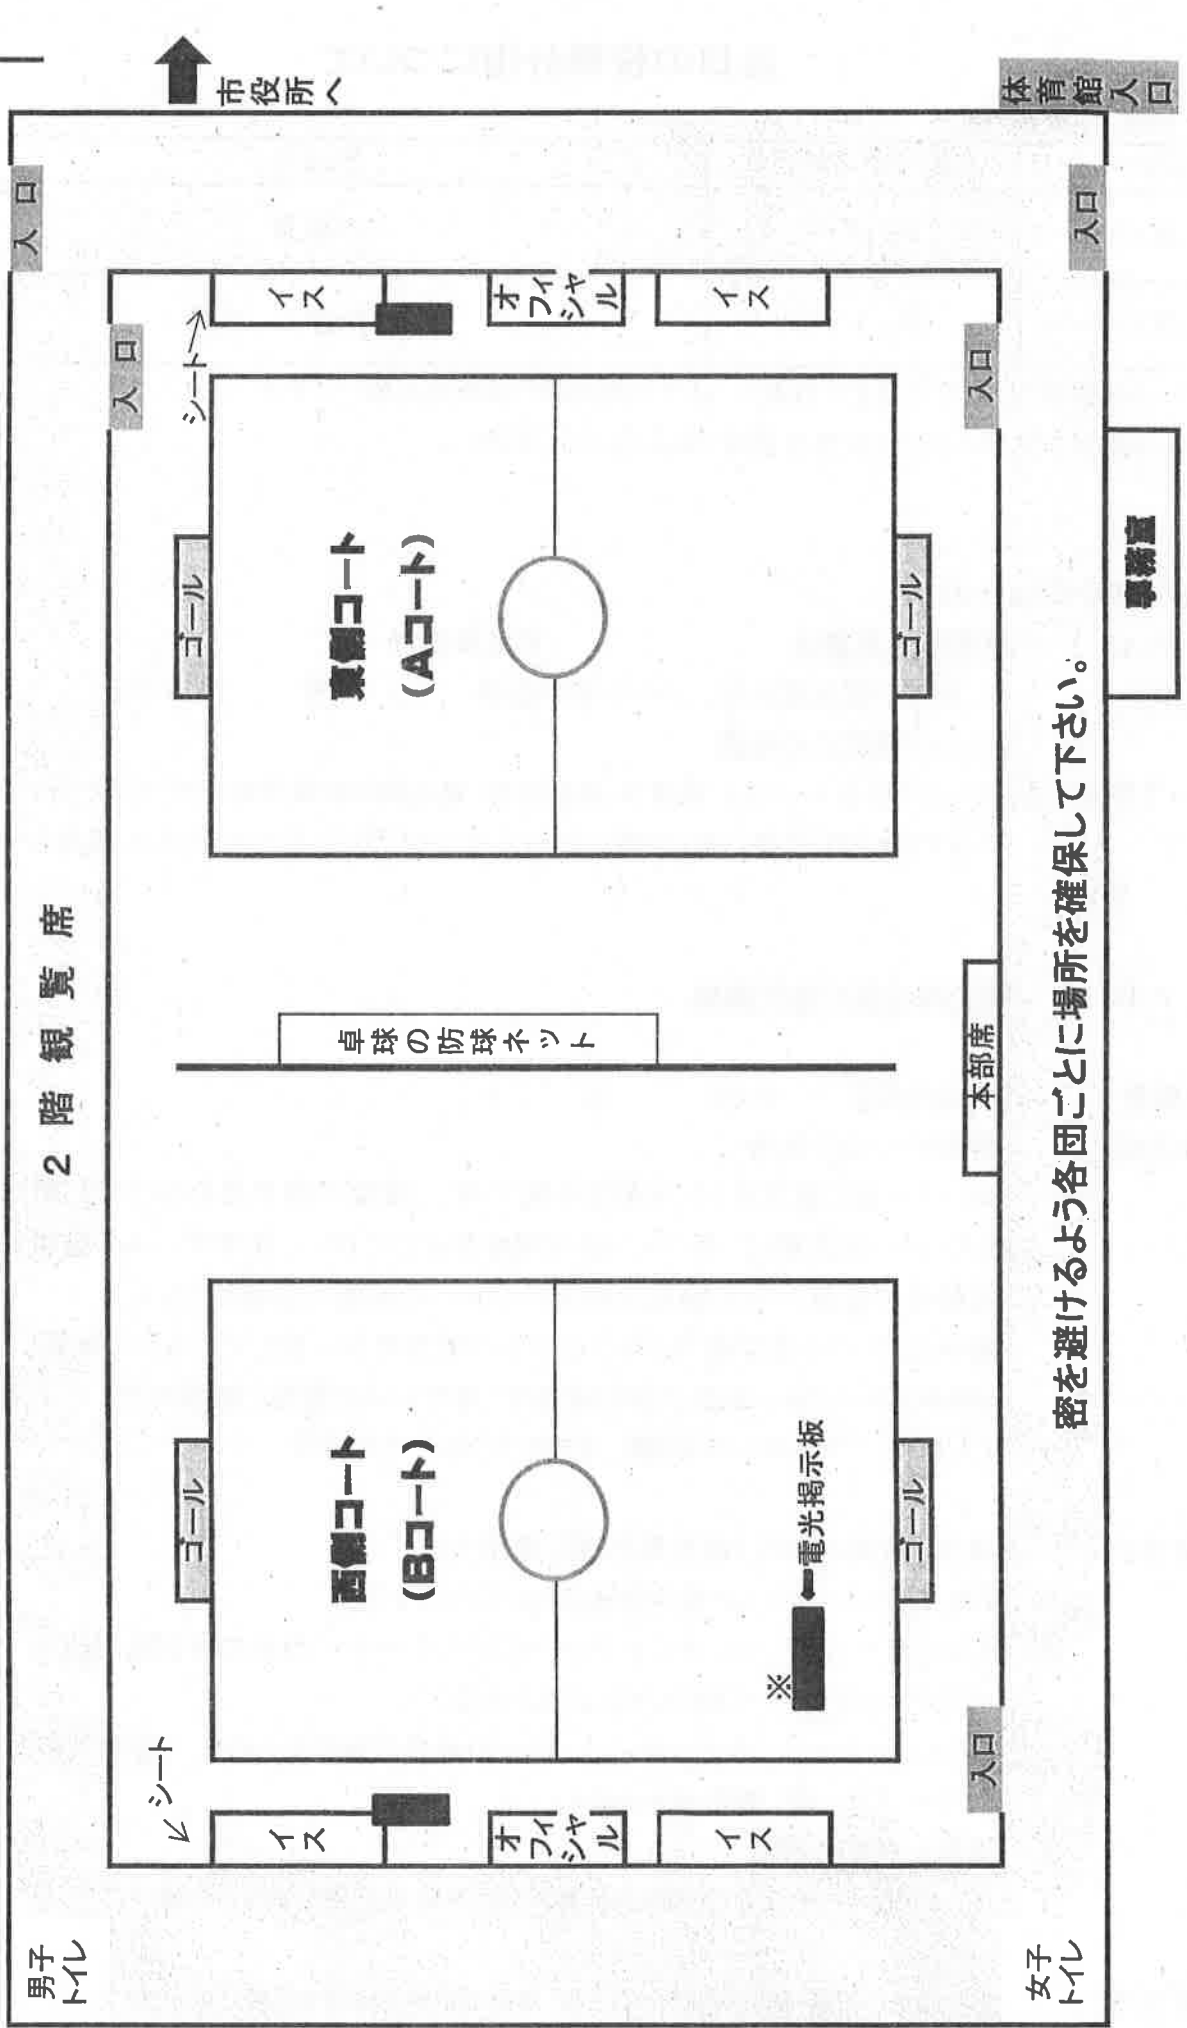 市役所へ
体育館入口
入 口
2 階 観 覧 席
入 口
シート→
イス
オフィシャル
イス
入口
入口
ゴール
東側コート
(Aコート)
ゴール
事務室
卓球の防球ネット
本部席
ゴール
西側コート
(Bコート)
※
←電光掲示板
ゴール
密を避けるよう各団ごとに場所を確保して下さい。
↙ シート
イス
オフィシャル
イス
入口
男子
トイレ
女子
トイレ